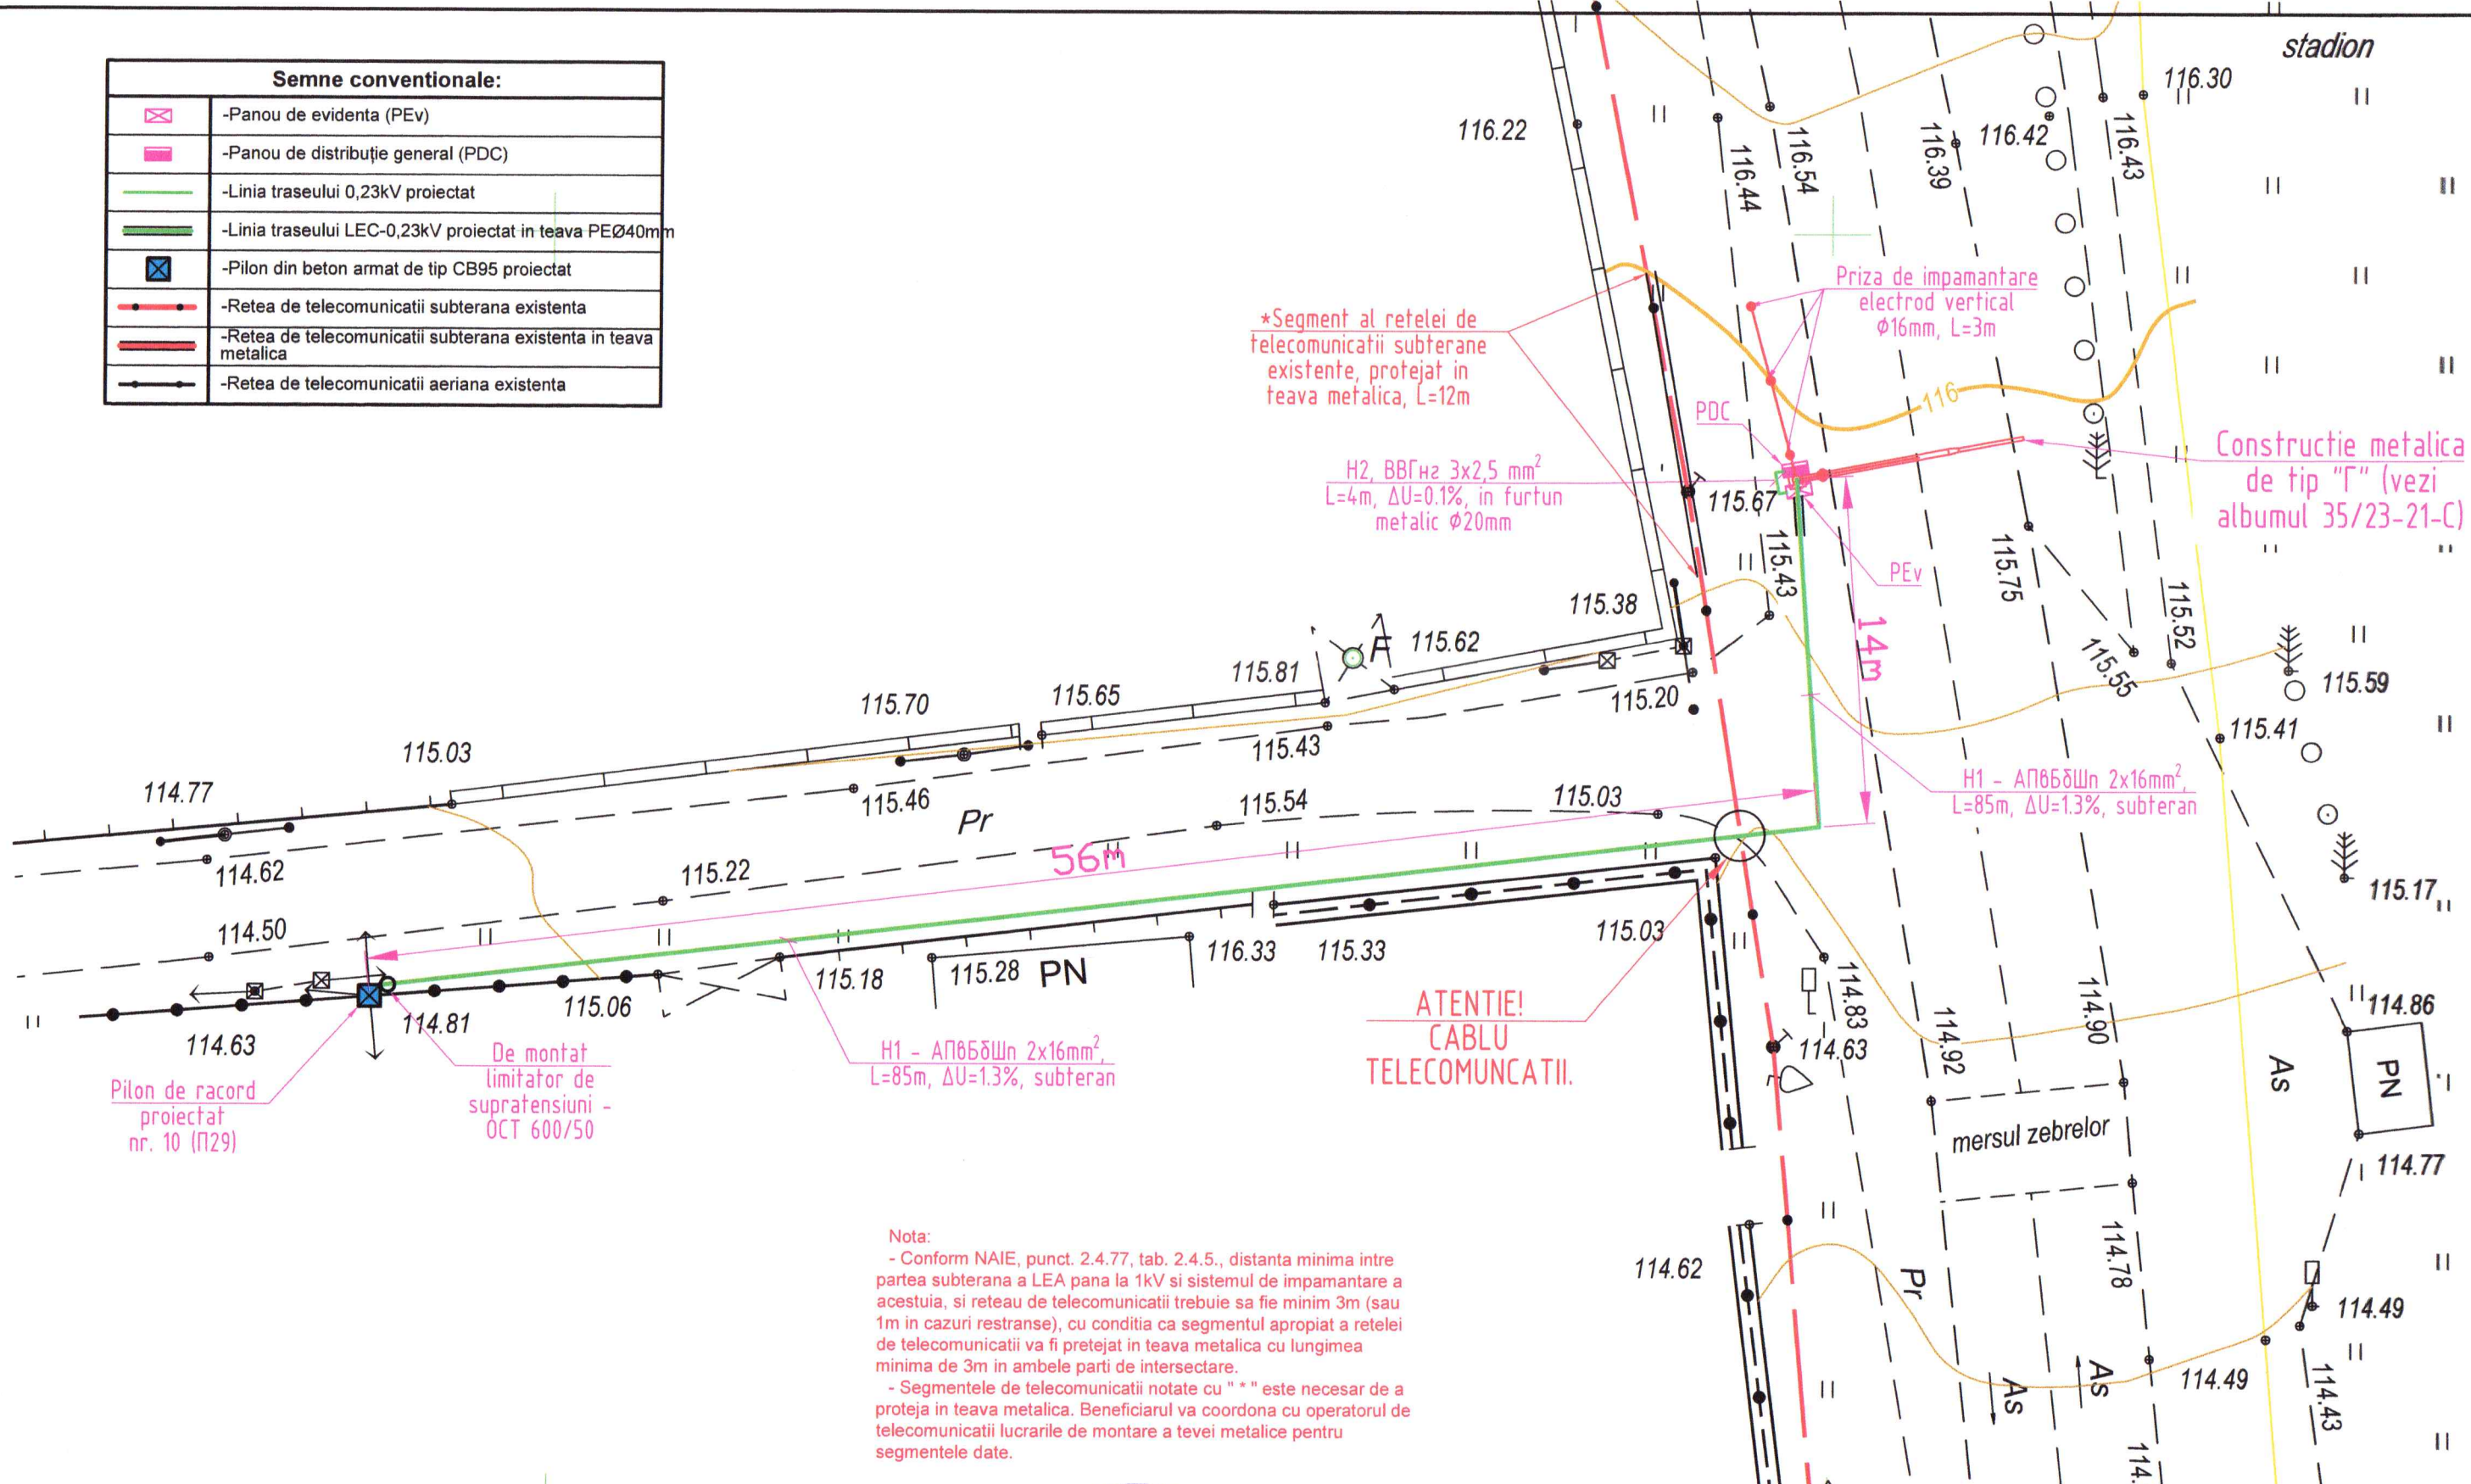 Semne conventionale:
-Panou de evidenta (PEv)
-Panou de distribuție general (PDC)
-Linia traseului 0,23kV proiectat
-Linia traseului LEC-0,23kV proiectat in teava PEØ40mm
-Pilon din beton armat de tip CB95 proiectat
-Retea de telecomunicatii subterana existenta
-Retea de telecomunicatii subterana existenta in teava
metalica
-Retea de telecomunicatii aeriana existenta
stadion
116.30
116.22
116.44
116.54
116.39
116.42
116.43
Priza de impamantare
electrod vertical
ϕ16mm, L=3m
*Segment al retelei de
telecomunicatii subterane
existente, protejat in
teava metalica, L=12m
116
PDC
Constructie metalica
de tip "Г" (vezi
albumul 35/23-21-C)
H2, ВВГнг 3x2,5 mm²
L=4m, ΔU=0.1%, in furtun
metalic ϕ20mm
115.67
115.43
PEv
115.75
115.52
115.55
115.38
14m
F
115.62
115.81
115.59
115.20
115.65
115.70
115.43
115.41
115.03
114.77
115.46
Pr
115.54
115.03
H1 - АПвБбШп 2x16mm²,
L=85m, ΔU=1.3%, subteran
56m
114.62
115.22
115.17
114.50
116.33
115.33
115.03
115.18
115.28
PN
114.83
114.92
114.90
114.86
115.06
114.81
114.63
ATENTIE!
CABLU
TELECOMUNCATII.
114.63
As
PN
H1 - АПвБбШп 2x16mm²,
L=85m, ΔU=1.3%, subteran
De montat
limitator de
supratensiuni -
OCT 600/50
Pilon de racord
proiectat
nr. 10 (П29)
mersul zebrelor
114.77
Nota:
- Conform NAIE, punct. 2.4.77, tab. 2.4.5., distanta minima intre
partea subterana a LEA pana la 1kV si sistemul de impamantare a
acestuia, si reteau de telecomunicatii trebuie sa fie minim 3m (sau
1m in cazuri restranse), cu conditia ca segmentul apropiat a retelei
de telecomunicatii va fi pretejat in teava metalica cu lungimea
minima de 3m in ambele parti de intersectare.
- Segmentele de telecomunicatii notate cu " * " este necesar de a
proteja in teava metalica. Beneficiarul va coordona cu operatorul de
telecomunicatii lucrarile de montare a tevei metalice pentru
segmentele date.
114.62
Pr
114.78
114.49
As
As
114.49
114.43